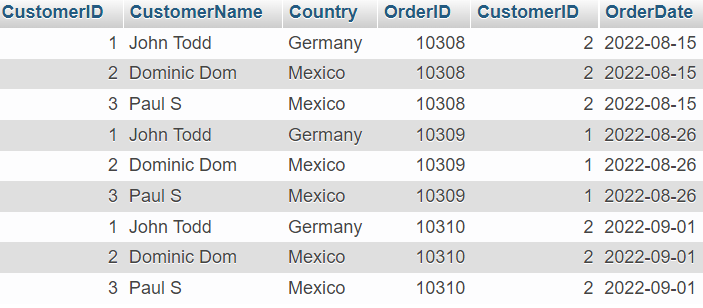 CustomerID CustomerName Country OrderID CustomerID OrderDate
1 John Todd Germany 10308 2 2022-08-15
2 Dominic Dom Mexico 10308 2 2022-08-15
3 Paul S Mexico 10308 2 2022-08-15
1 John Todd Germany 10309 1 2022-08-26
2 Dominic Dom Mexico 10309 1 2022-08-26
3 Paul S Mexico 10309 1 2022-08-26
1 John Todd Germany 10310 2 2022-09-01
2 Dominic Dom Mexico 10310 2 2022-09-01
3 Paul S Mexico 10310 2 2022-09-01